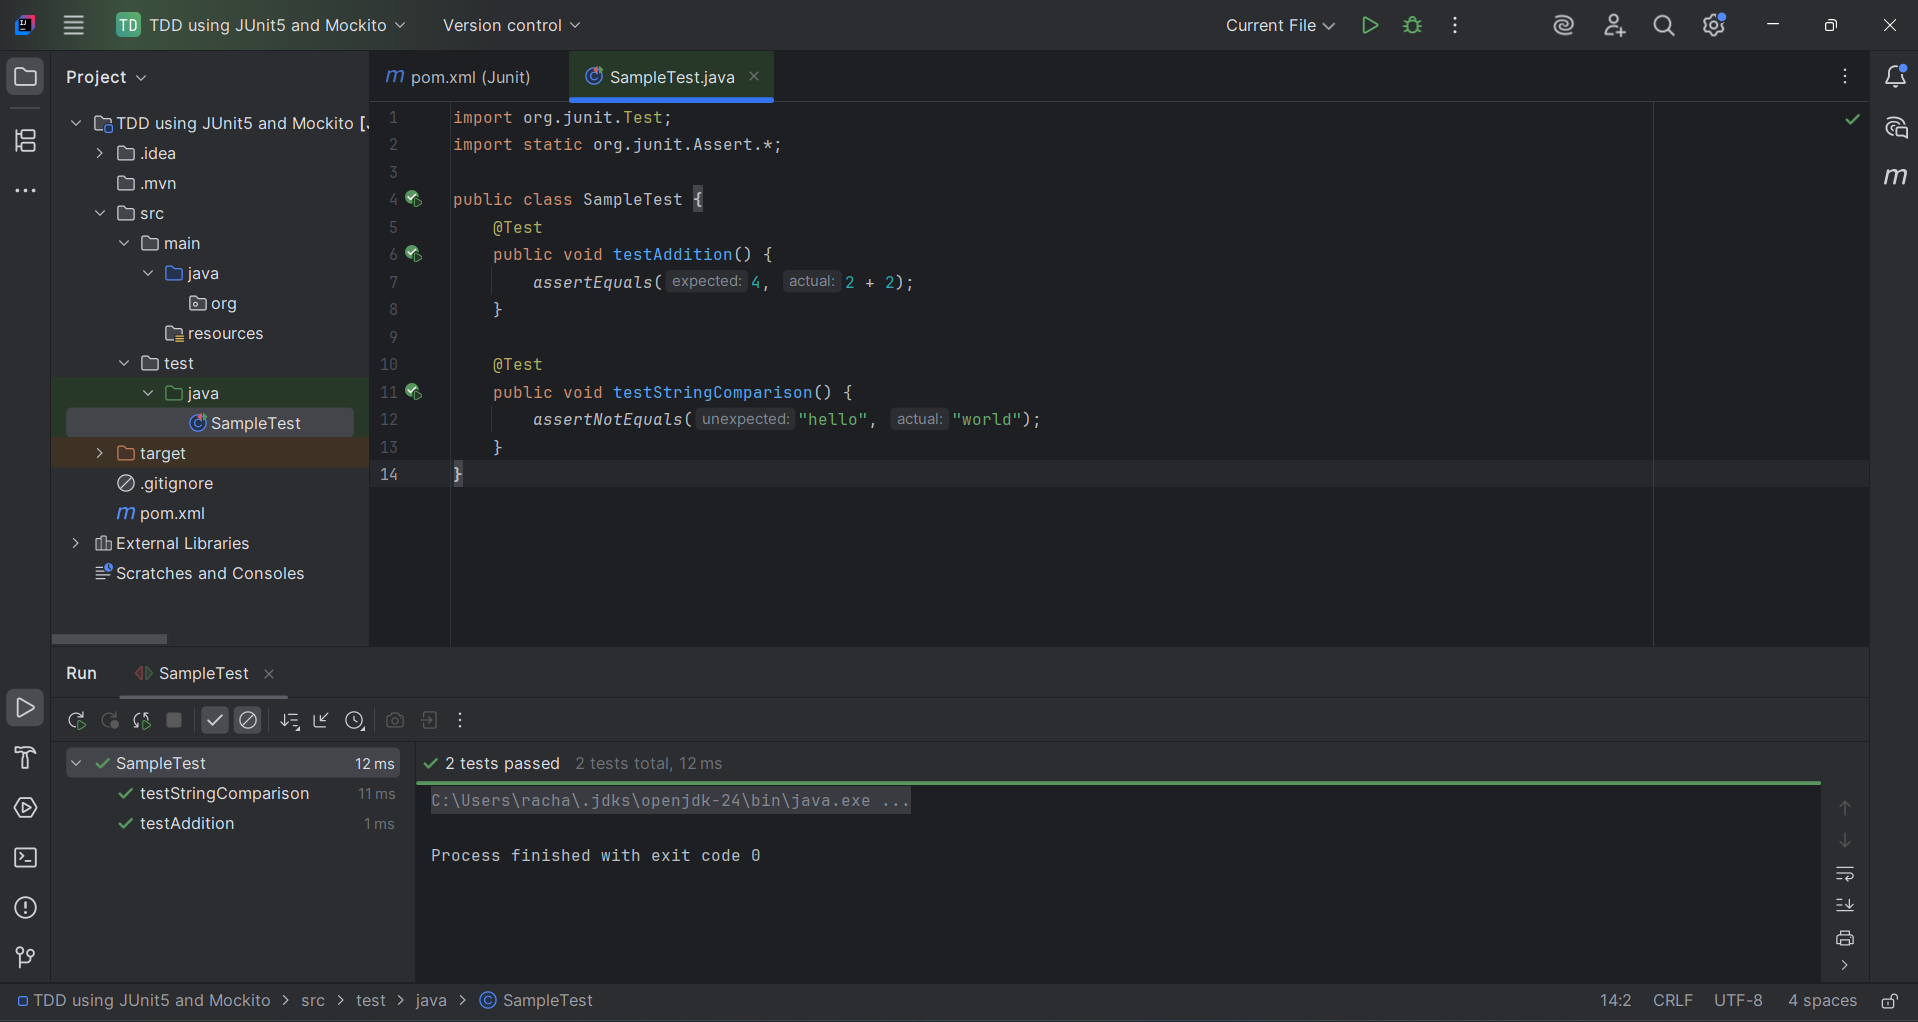 TD TDD using JUnit5 and Mockito Version control Current File
Project
m pom.xml (Junit) SampleTest.java
TDD using JUnit5 and Mockito [
.idea
.mvn
src
main
java
org
resources
test
java
SampleTest
target
.gitignore
m pom.xml
External Libraries
Scratches and Consoles
1 import org.junit.Test;
2 import static org.junit.Assert.*;
3
4 public class SampleTest {
5 @Test
6 public void testAddition() {
7 assertEquals( expected: 4, actual: 2 + 2);
8 }
9
10 @Test
11 public void testStringComparison() {
12 assertNotEquals( unexpected: "hello", actual: "world");
13 }
14 }
m
Run SampleTest
SampleTest 12 ms
testStringComparison 11 ms
testAddition 1 ms
2 tests passed 2 tests total, 12 ms
C:\Users\racha\.jdks\openjdk-24\bin\java.exe ...
Process finished with exit code 0
TDD using JUnit5 and Mockito > src > test > java > SampleTest
14:2 CRLF UTF-8 4 spaces